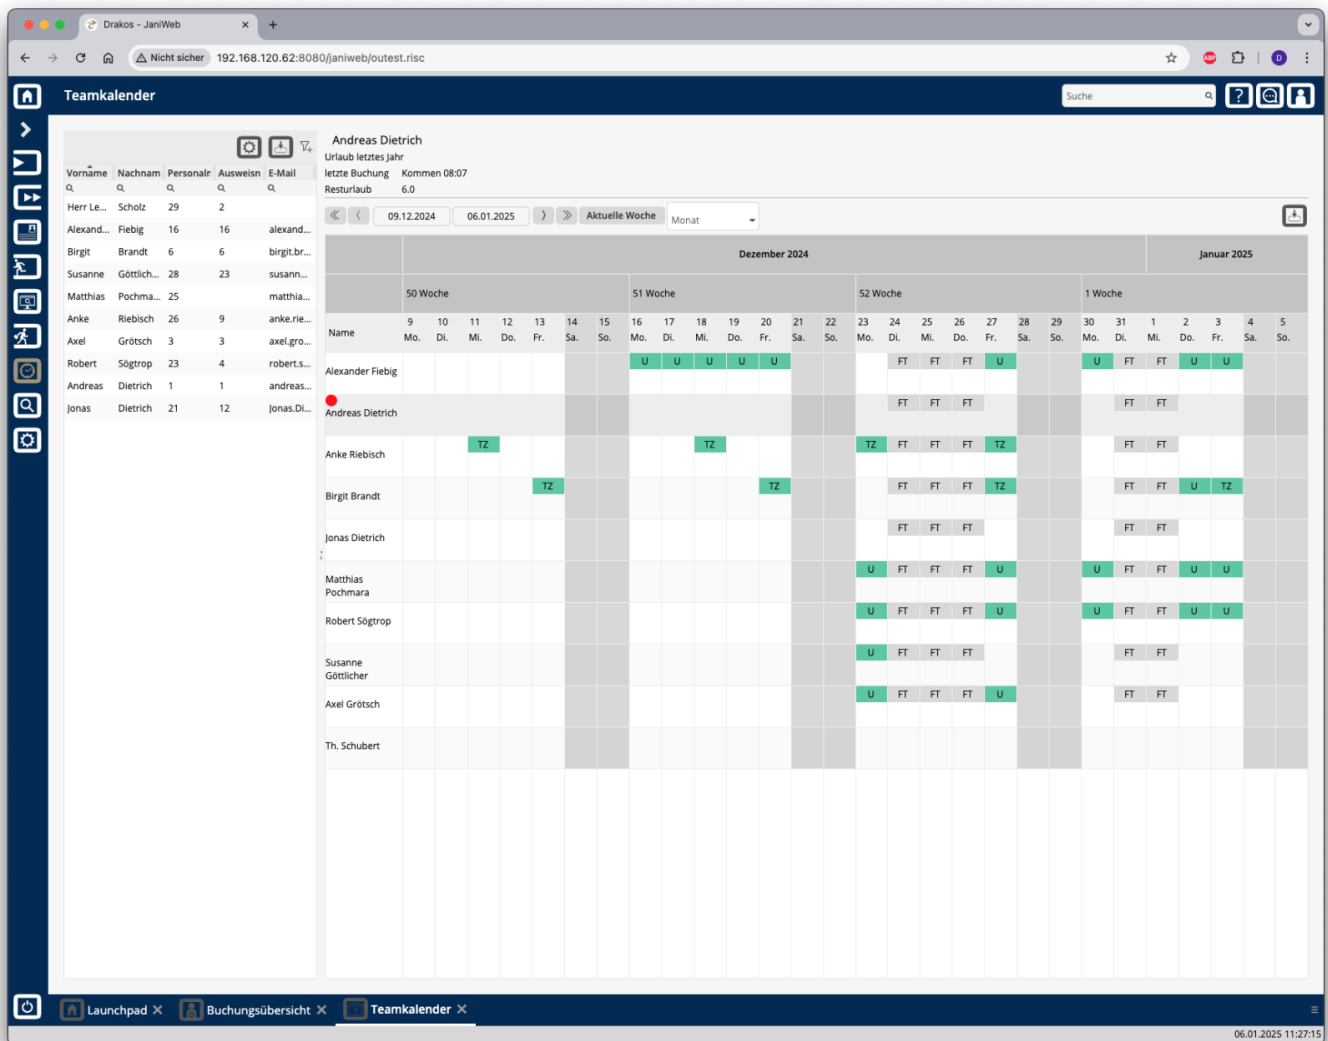 Drakos - JaniWeb
Nicht sicher 192.168.120.62:8080/janiweb/outest.risc
ABP
D
Teamkalender
Suche
Andreas Dietrich
Urlaub letztes Jahr
letzte Buchung Kommen 08:07
Resturlaub 6.0
Vorname Nachnam Personalr Ausweisn E-Mail
Herr Le... Scholz 29 2
Alexand... Fiebig 16 16 alexand...
Birgit Brandt 6 6 birgit.br...
Susanne Göttlich... 28 23 susann...
Matthias Pochma... 25 matthia...
Anke Riebisch 26 9 anke.rie...
Axel Grötsch 3 3 axel.gro...
Robert Sögtrop 23 4 robert.s...
Andreas Dietrich 1 1 andreas...
Jonas Dietrich 21 12 Jonas.Di...
09.12.2024 06.01.2025 Aktuelle Woche Monat
Dezember 2024 Januar 2025
50 Woche 51 Woche 52 Woche 1 Woche
Name
9 10 11 12 13 14 15 16 17 18 19 20 21 22 23 24 25 26 27 28 29 30 31 1 2 3 4 5
Mo. Di. Mi. Do. Fr. Sa. So. Mo. Di. Mi. Do. Fr. Sa. So. Mo. Di. Mi. Do. Fr. Sa. So. Mo. Di. Mi. Do. Fr. Sa. So.
Alexander Fiebig U U U U U FT FT FT U U FT FT U U
Andreas Dietrich FT FT FT FT FT
Anke Riebisch TZ TZ TZ FT FT FT TZ FT FT
Birgit Brandt TZ TZ FT FT FT TZ FT FT U TZ
Jonas Dietrich FT FT FT FT FT
Matthias
Pochmara U FT FT FT U U FT FT U U
Robert Sögtrop U FT FT FT U U FT FT U U
Susanne
Göttlicher U FT FT FT FT FT
Axel Grötsch U FT FT FT U FT FT
Th. Schubert
Launchpad Buchungsübersicht Teamkalender
06.01.2025 11:27:15